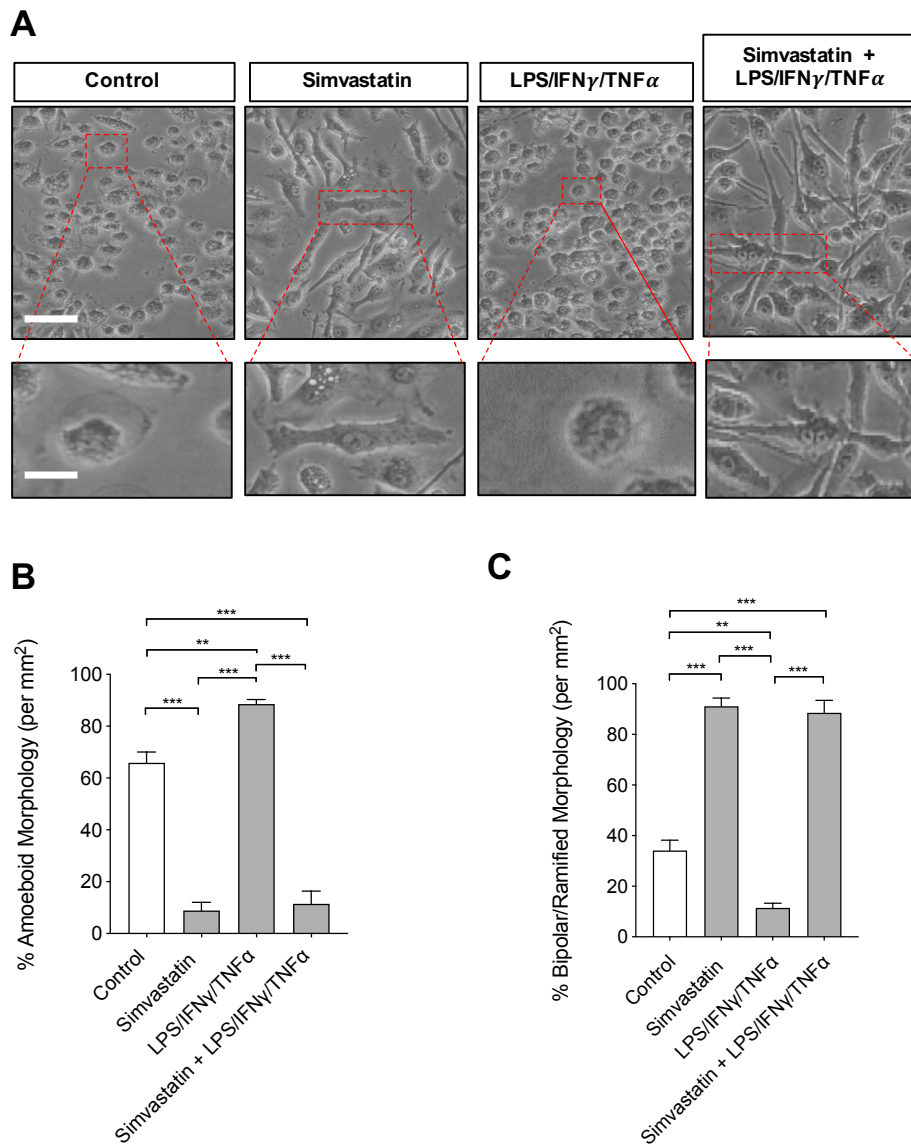 A
Control
Simvastatin
LPS/IFNγ/TNFα
Simvastatin +
LPS/IFNγ/TNFα
B
% Amoeboid Morphology (per mm²)
100
80
60
40
20
0
***
**
***
***
***
Control
Simvastatin
LPS/IFNγ/TNFα
Simvastatin + LPS/IFNγ/TNFα
C
% Bipolar/Ramified Morphology (per mm²)
100
80
60
40
20
0
***
**
***
***
***
Control
Simvastatin
LPS/IFNγ/TNFα
Simvastatin + LPS/IFNγ/TNFα